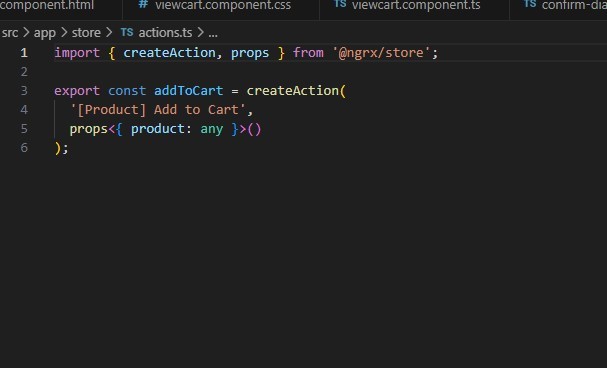 component.html # viewcart.component.css TS viewcart.component.ts TS confirm-dia
src > app > store > TS actions.ts > ...
1 import { createAction, props } from '@ngrx/store';
2
3 export const addToCart = createAction(
4 '[Product] Add to Cart',
5 props<{ product: any }>()
6 );